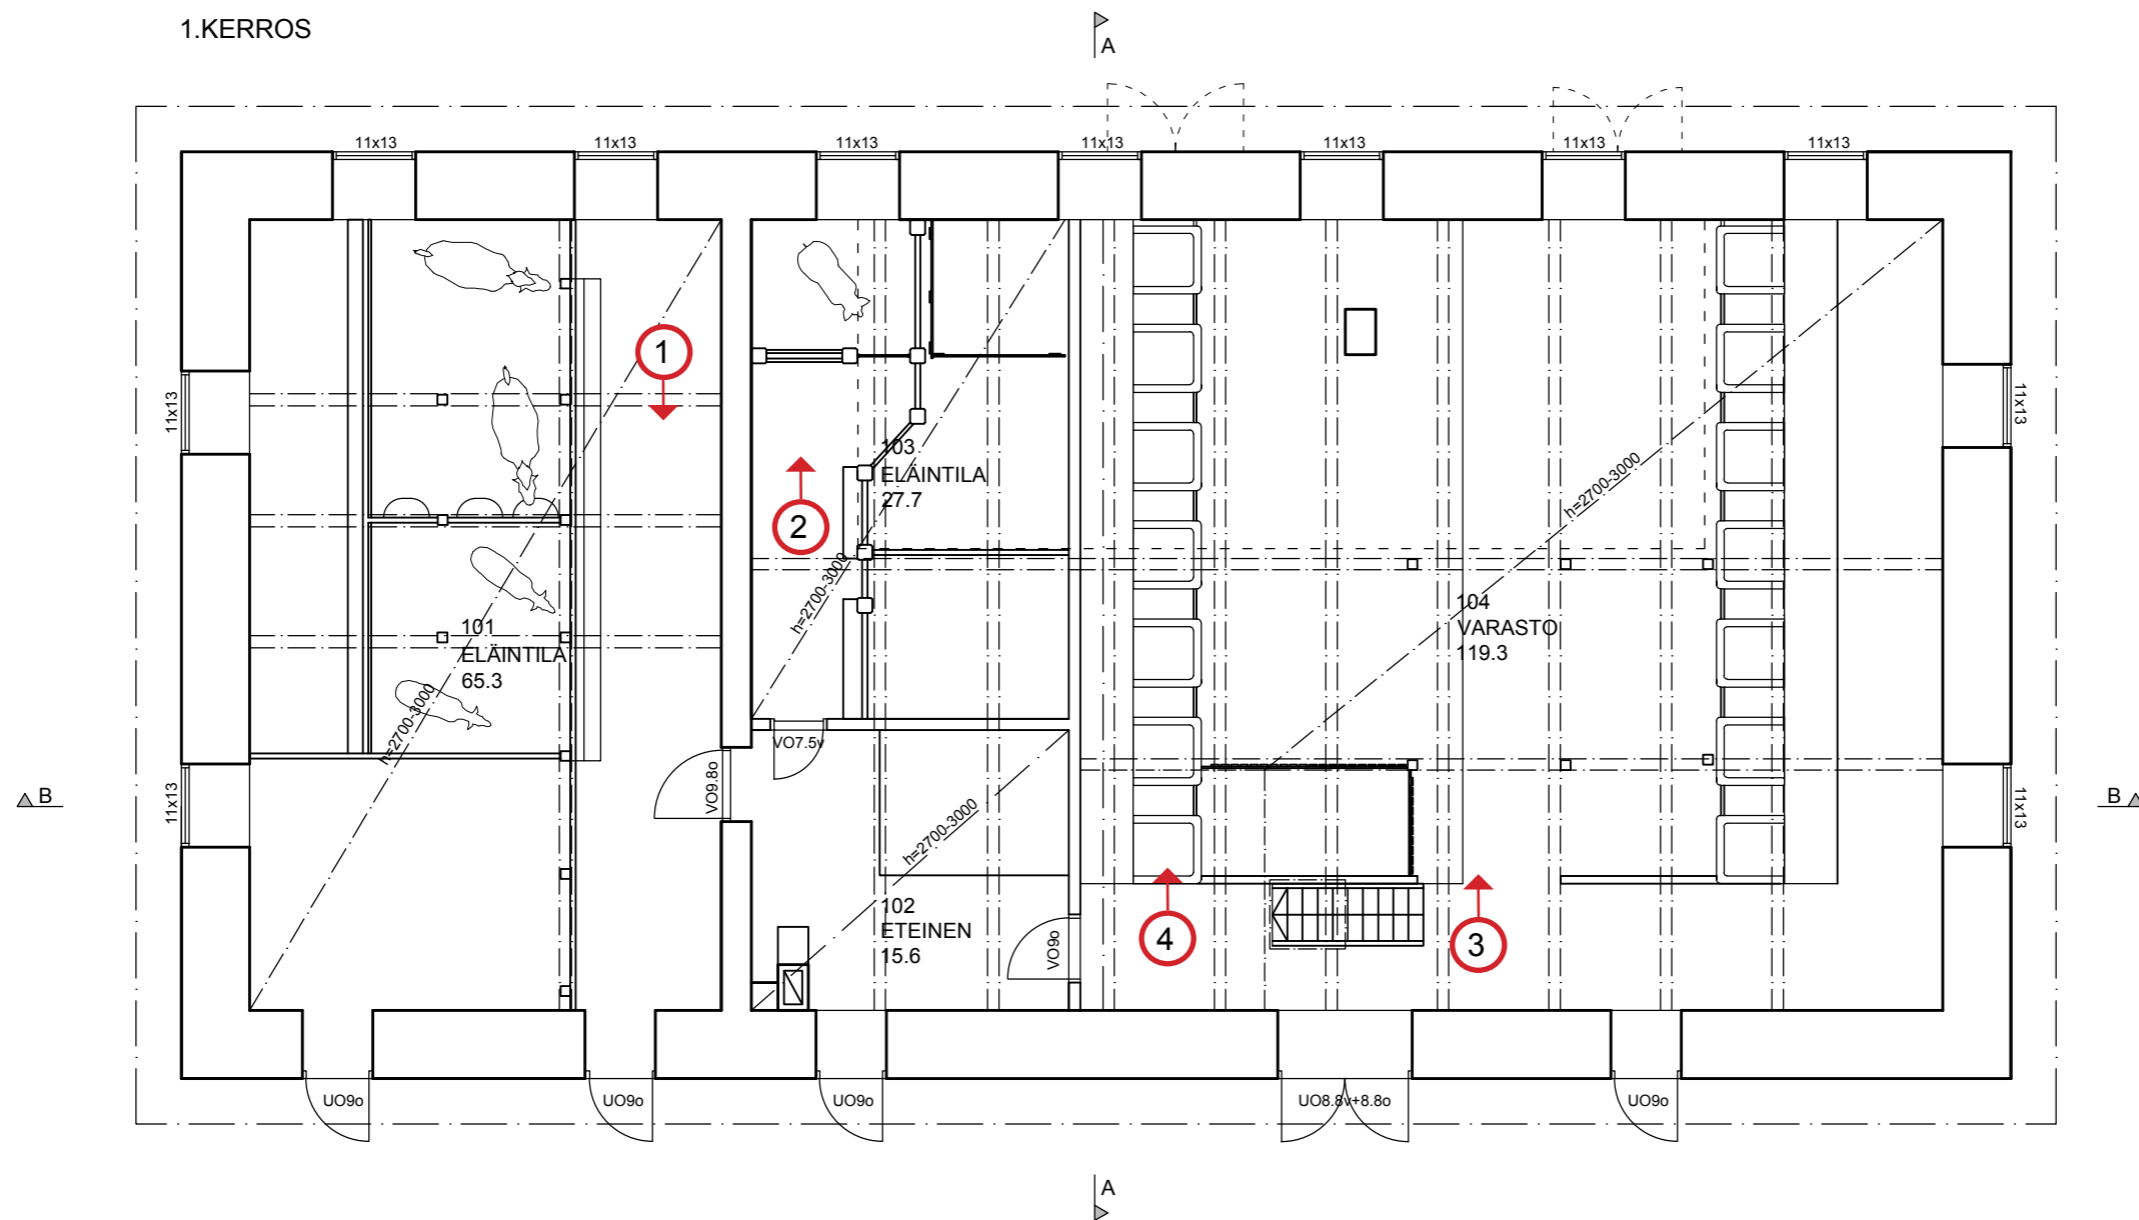 1.KERROS
A
11x13
11x13
11x13
11x13
11x13
11x13
11x13
1
11x13
11x13
103
ELÄINTILA
27.7
h=2700-3000
2
h=2700-3000
104
VARASTO
119.3
101
ELÄINTILA
65.3
h=2700-3000
VO7.5v
VO9.8o
B
11x13
11x13
B
h=2700-3000
102
ETEINEN
15.6
VO9o
4
3
UO9o
UO9o
UO9o
UO8.8v+8.8o
UO9o
A